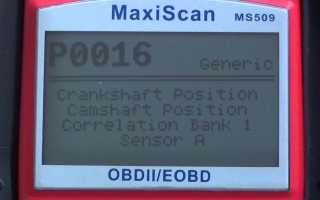 MaxiScan MS509
P0016
Generic
Crankshaft Position
Camshaft Position
Correlation Bank 1
Sensor A
OBDII/EOBD